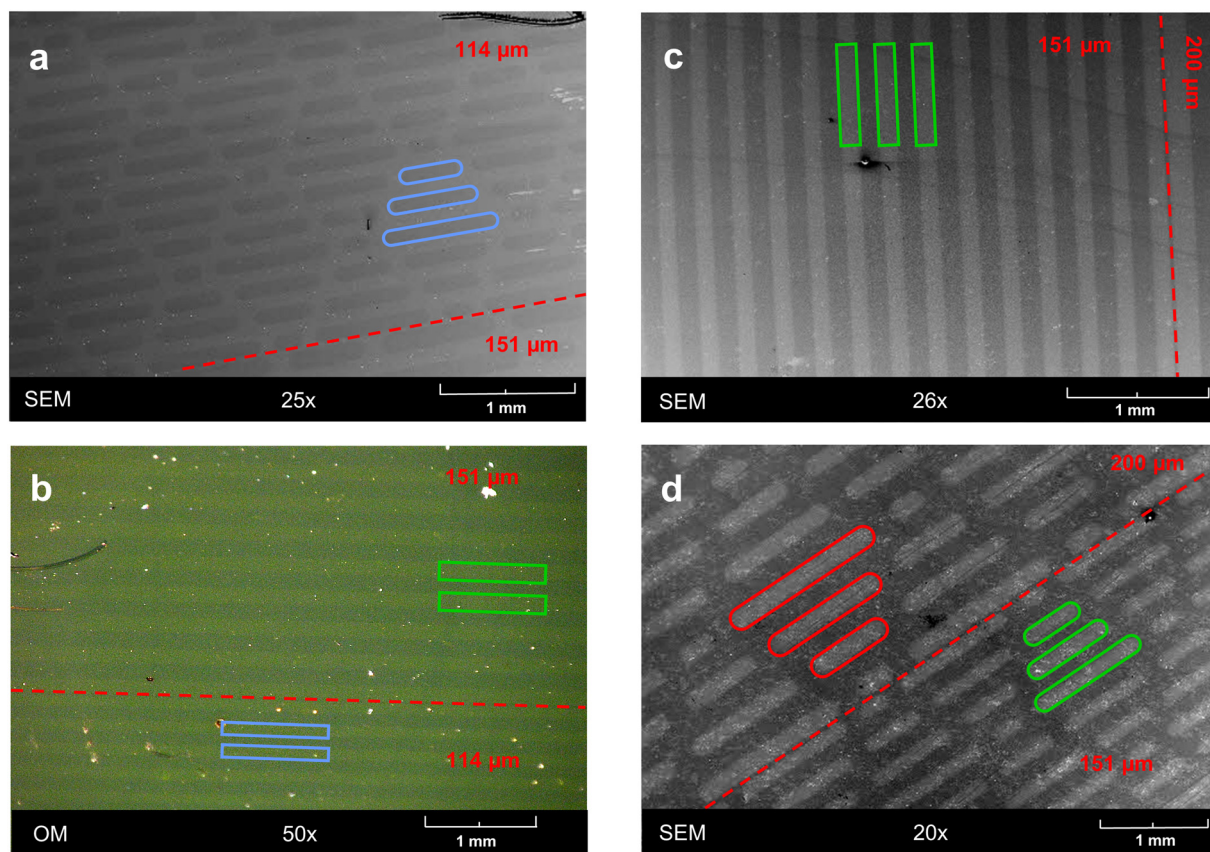 a
114 µm
151 µm
SEM 25x 1 mm
c
151 µm
200 µm
SEM 26x 1 mm
b
151 µm
114 µm
OM 50x 1 mm
d
200 µm
151 µm
SEM 20x 1 mm